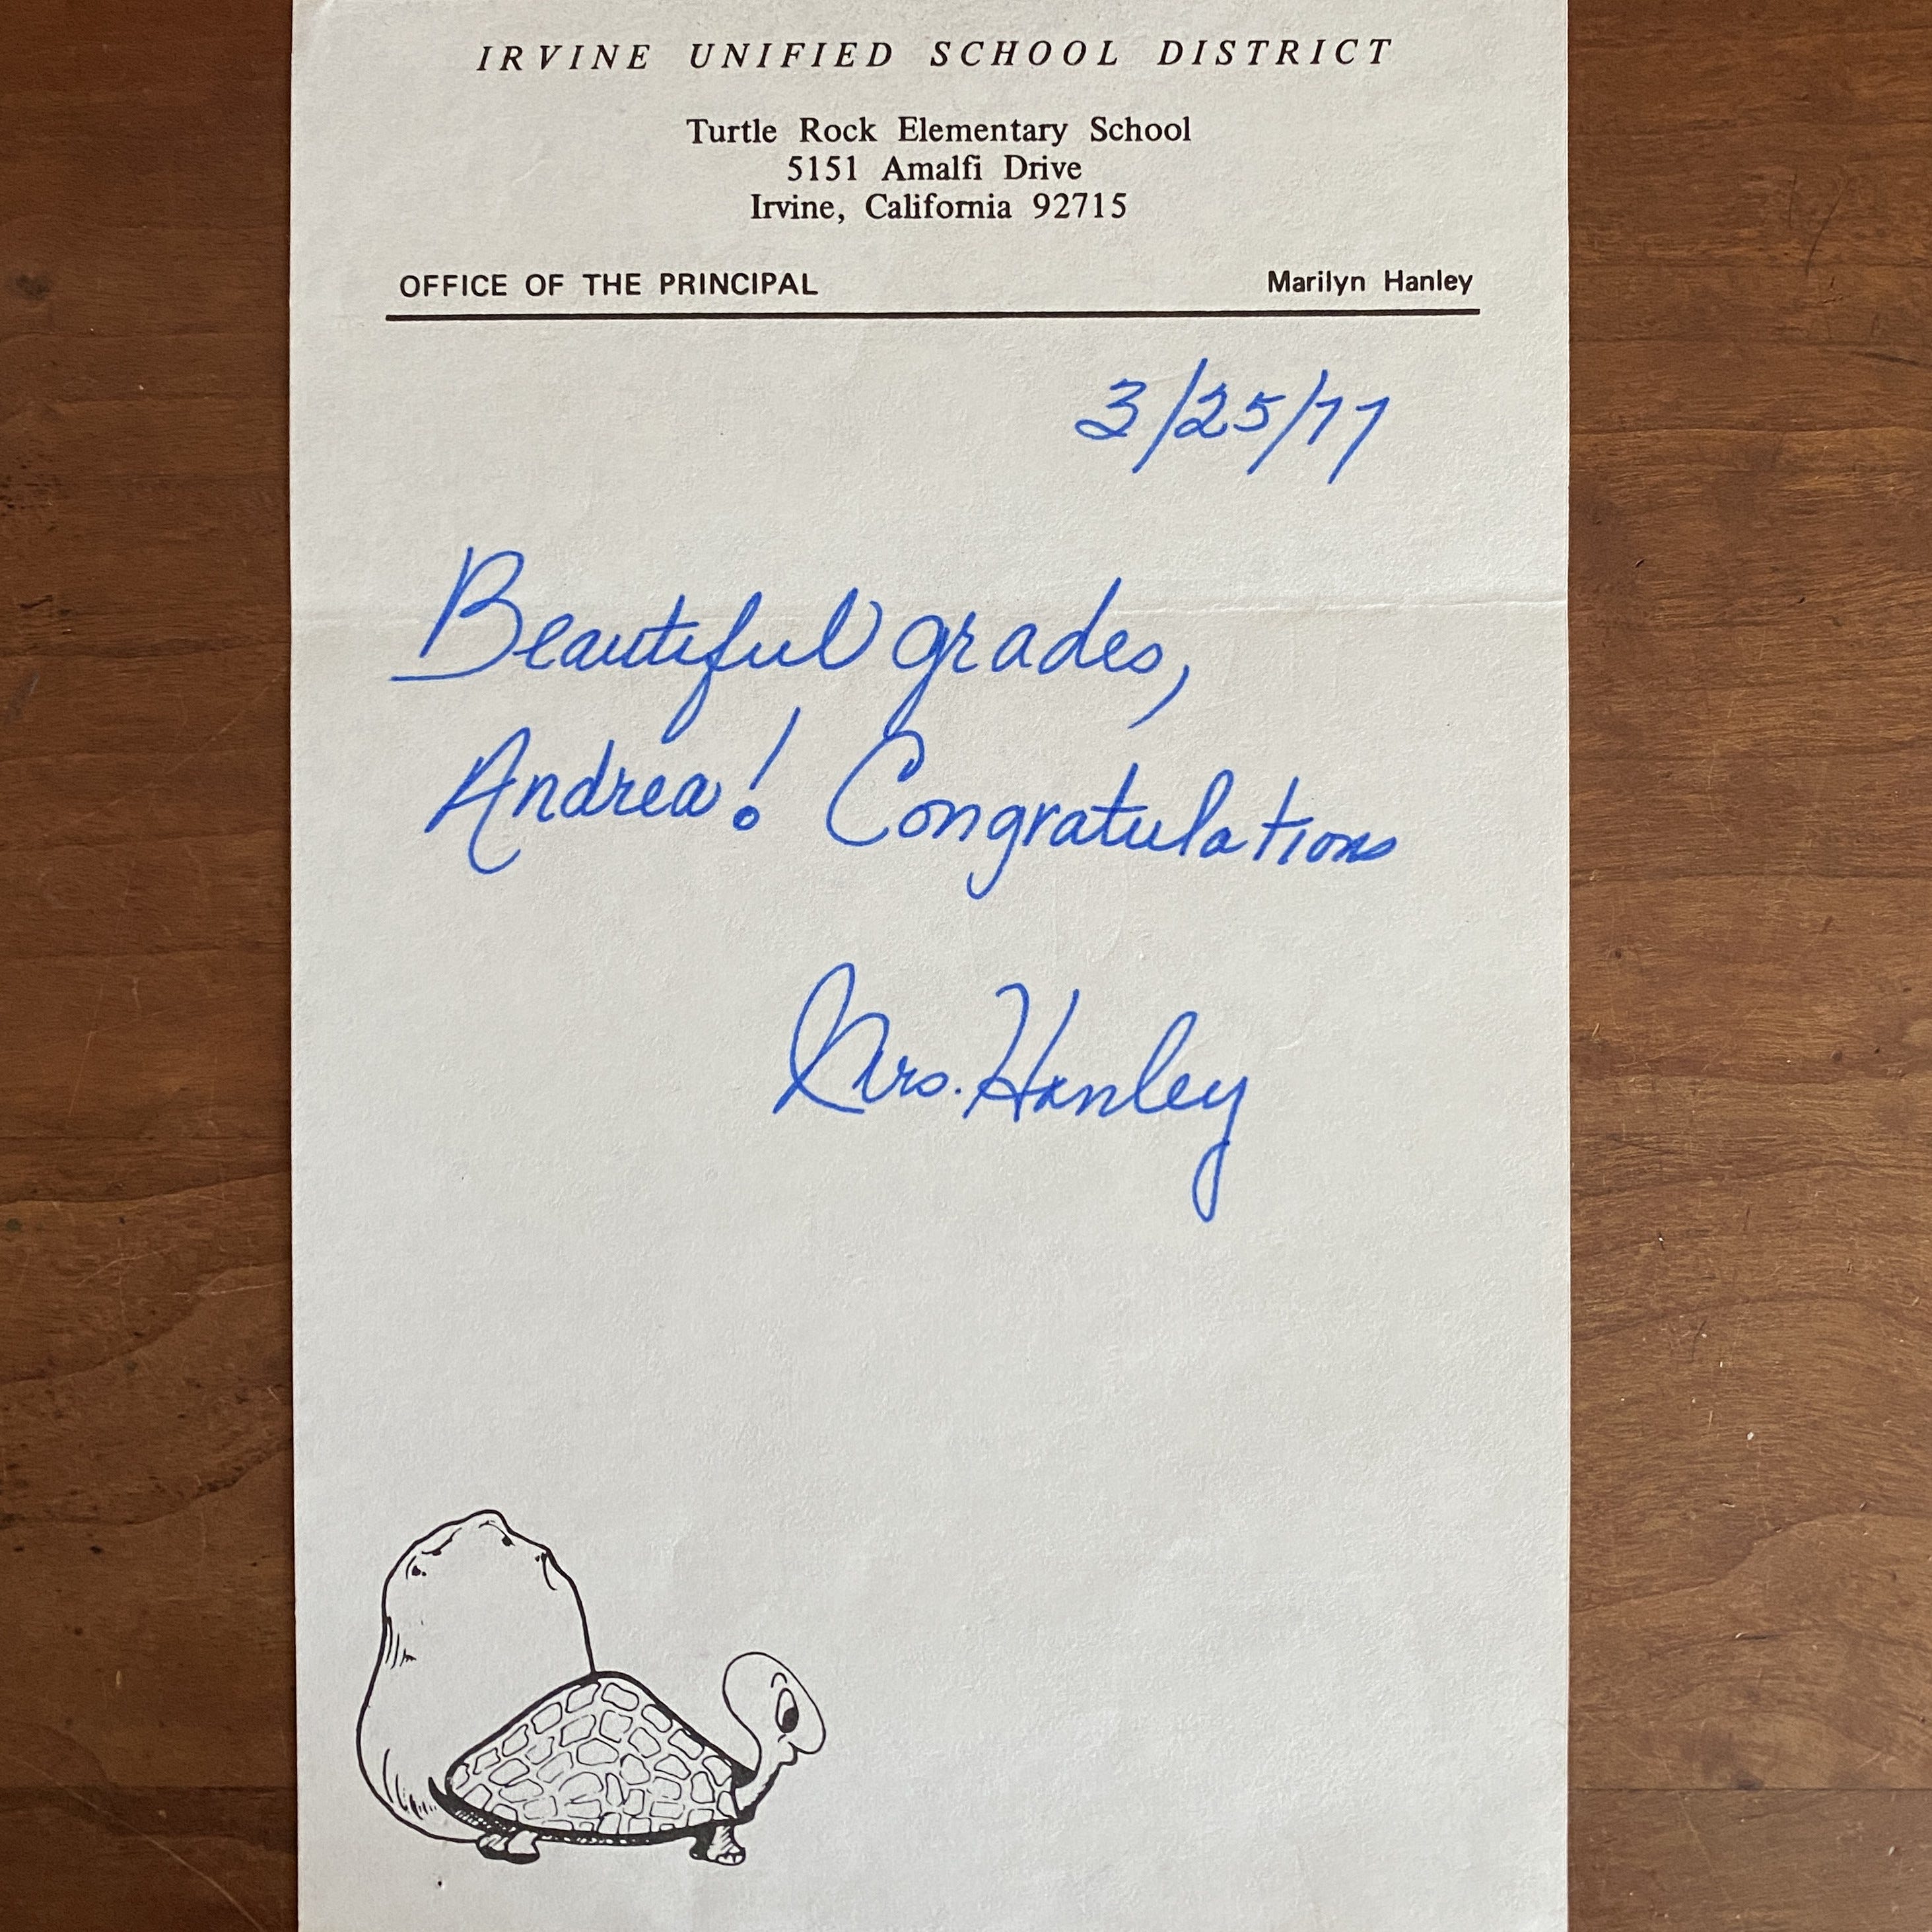 IRVINE UNIFIED SCHOOL DISTRICT
Turtle Rock Elementary School
5151 Amalfi Drive
Irvine, California 92715
OFFICE OF THE PRINCIPAL Marilyn Hanley
3/25/77
Beautiful grades,
Andrea! Congratulations
Mrs. Hanley